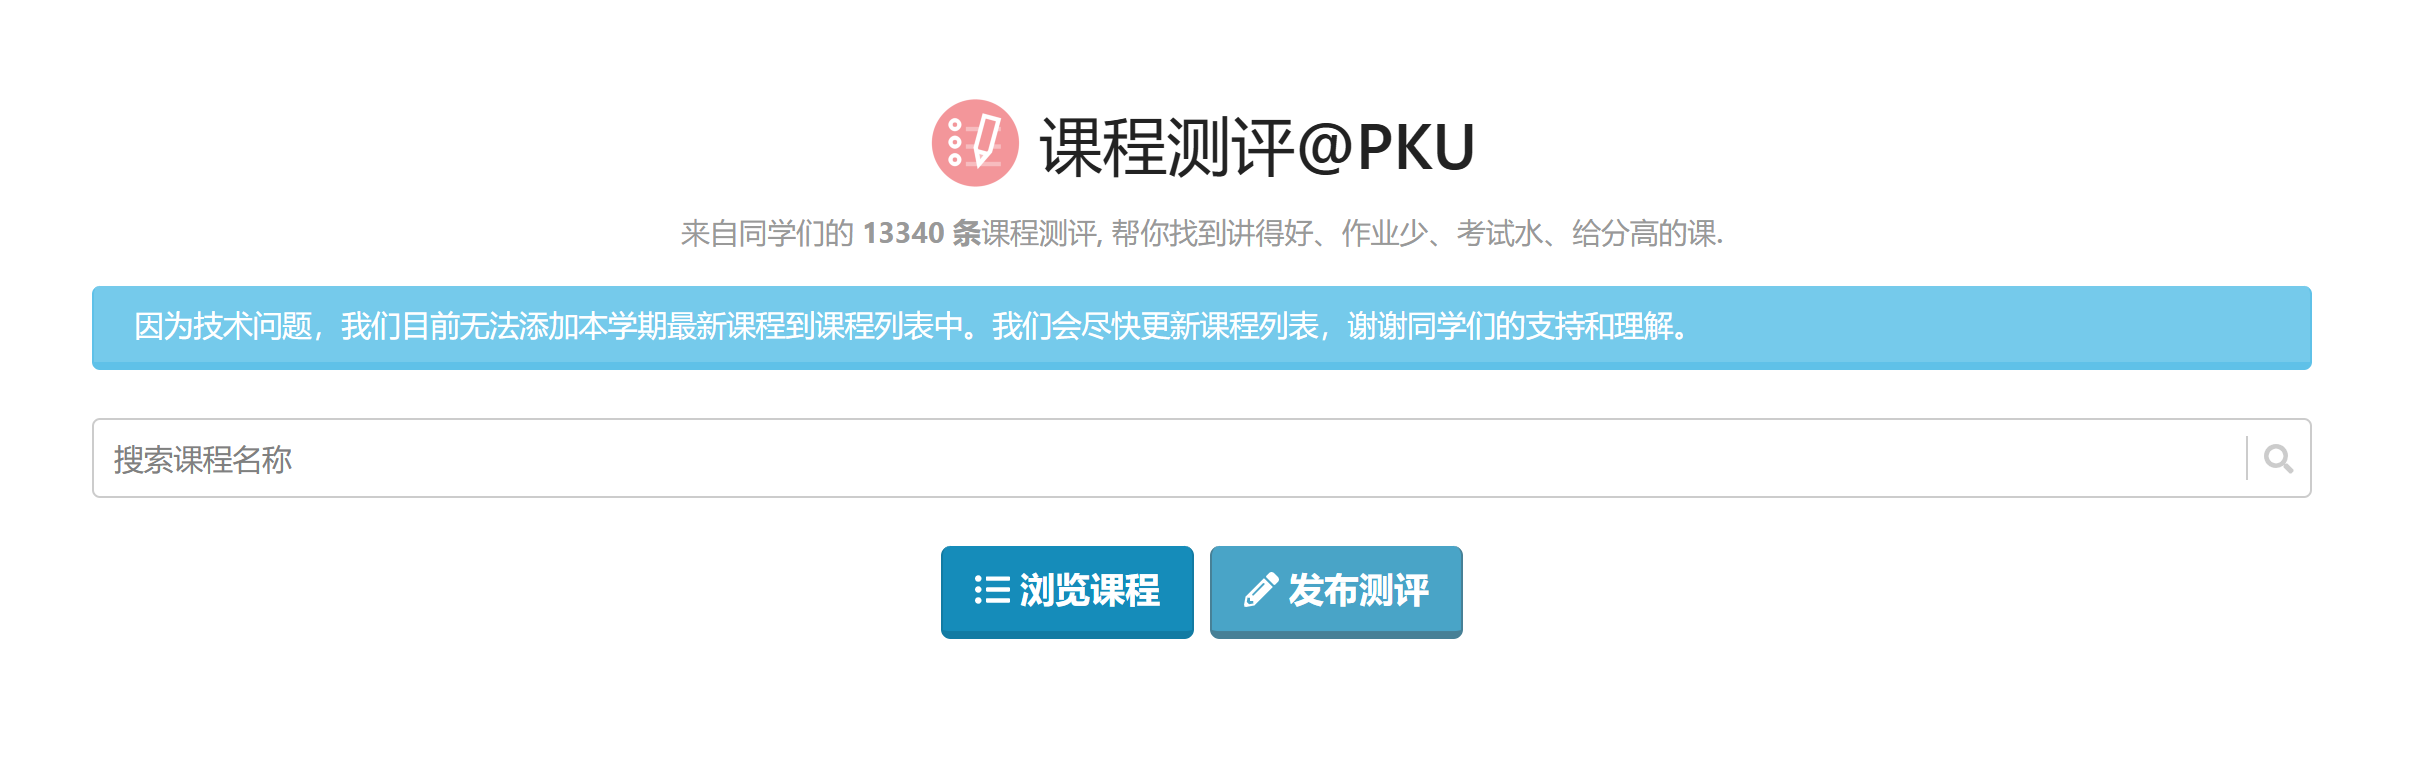 课程测评@PKU
来自同学们的 13340 条课程测评, 帮你找到讲得好、作业少、考试水、给分高的课.
因为技术问题，我们目前无法添加本学期最新课程到课程列表中。我们会尽快更新课程列表，谢谢同学们的支持和理解。
搜索课程名称
浏览课程 发布测评